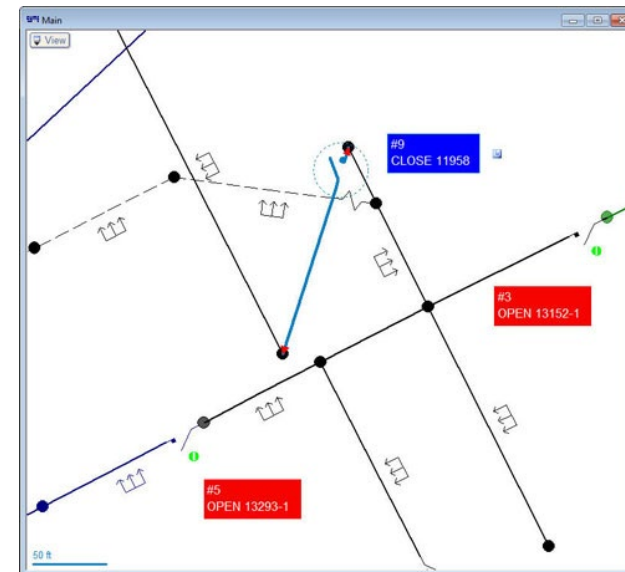 Main
View
#9
CLOSE 11958
#3
OPEN 13152-1
#5
OPEN 13293-1
50 ft